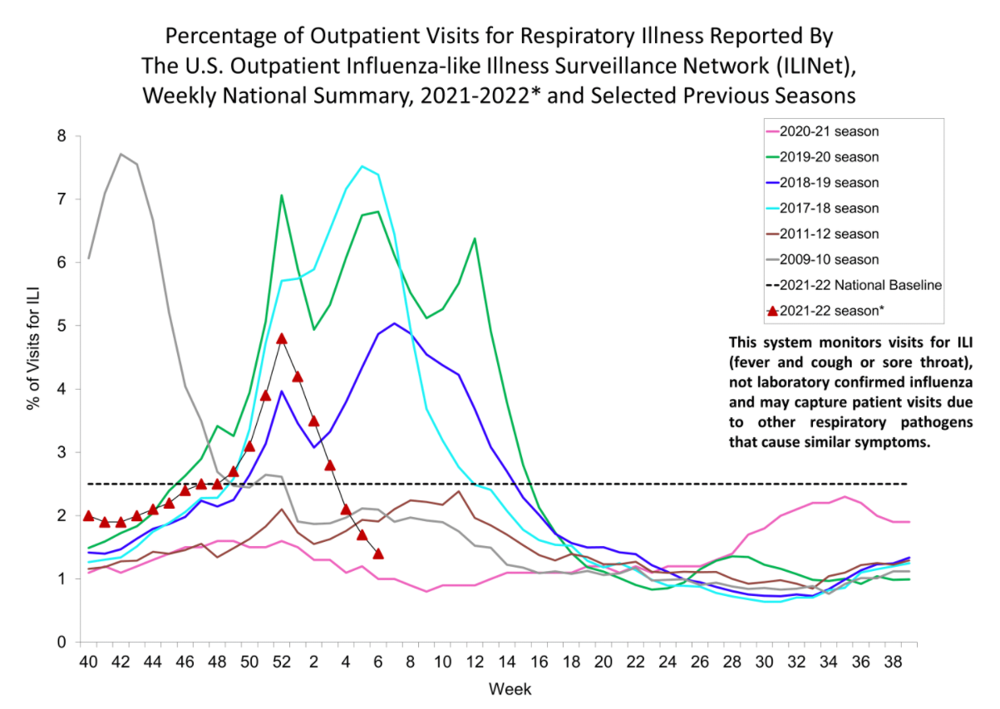 Percentage of Outpatient Visits for Respiratory Illness Reported By
The U.S. Outpatient Influenza-like Illness Surveillance Network (ILINet),
Weekly National Summary, 2021-2022* and Selected Previous Seasons
% of Visits for ILI
8
7
6
5
4
3
2
1
0
2020-21 season
2019-20 season
2018-19 season
2017-18 season
2011-12 season
2009-10 season
2021-22 National Baseline
2021-22 season*
This system monitors visits for ILI
(fever and cough or sore throat),
not laboratory confirmed influenza
and may capture patient visits due
to other respiratory pathogens
that cause similar symptoms.
40 42 44 46 48 50 52 2 4 6 8 10 12 14 16 18 20 22 24 26 28 30 32 34 36 38
Week